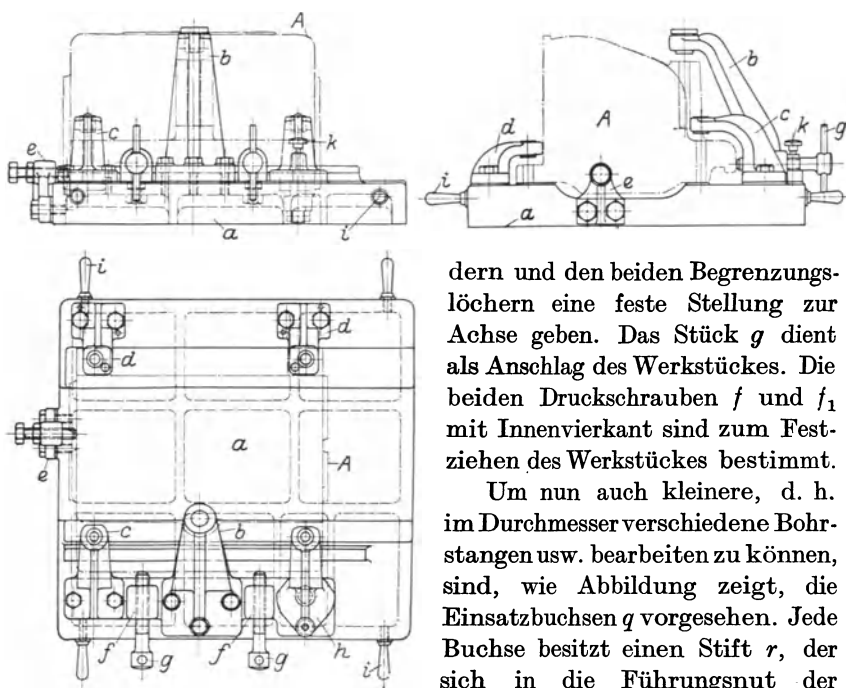 A
b
c
k
e
a
i
b
c
d
A
k
g
i
e
a
i
d
d
a
A
e
c
b
f
g
f
g
h
i
dern und den beiden Begrenzungs-
löchern eine feste Stellung zur
Achse geben. Das Stück g dient
als Anschlag des Werkstückes. Die
beiden Druckschrauben f und f₁
mit Innenvierkant sind zum Fest-
ziehen des Werkstückes bestimmt.
Um nun auch kleinere, d. h.
im Durchmesser verschiedene Bohr-
stangen usw. bearbeiten zu können,
sind, wie Abbildung zeigt, die
Einsatzbuchsen q vorgesehen. Jede
Buchse besitzt einen Stift r, der
sich in die Führungsnut der